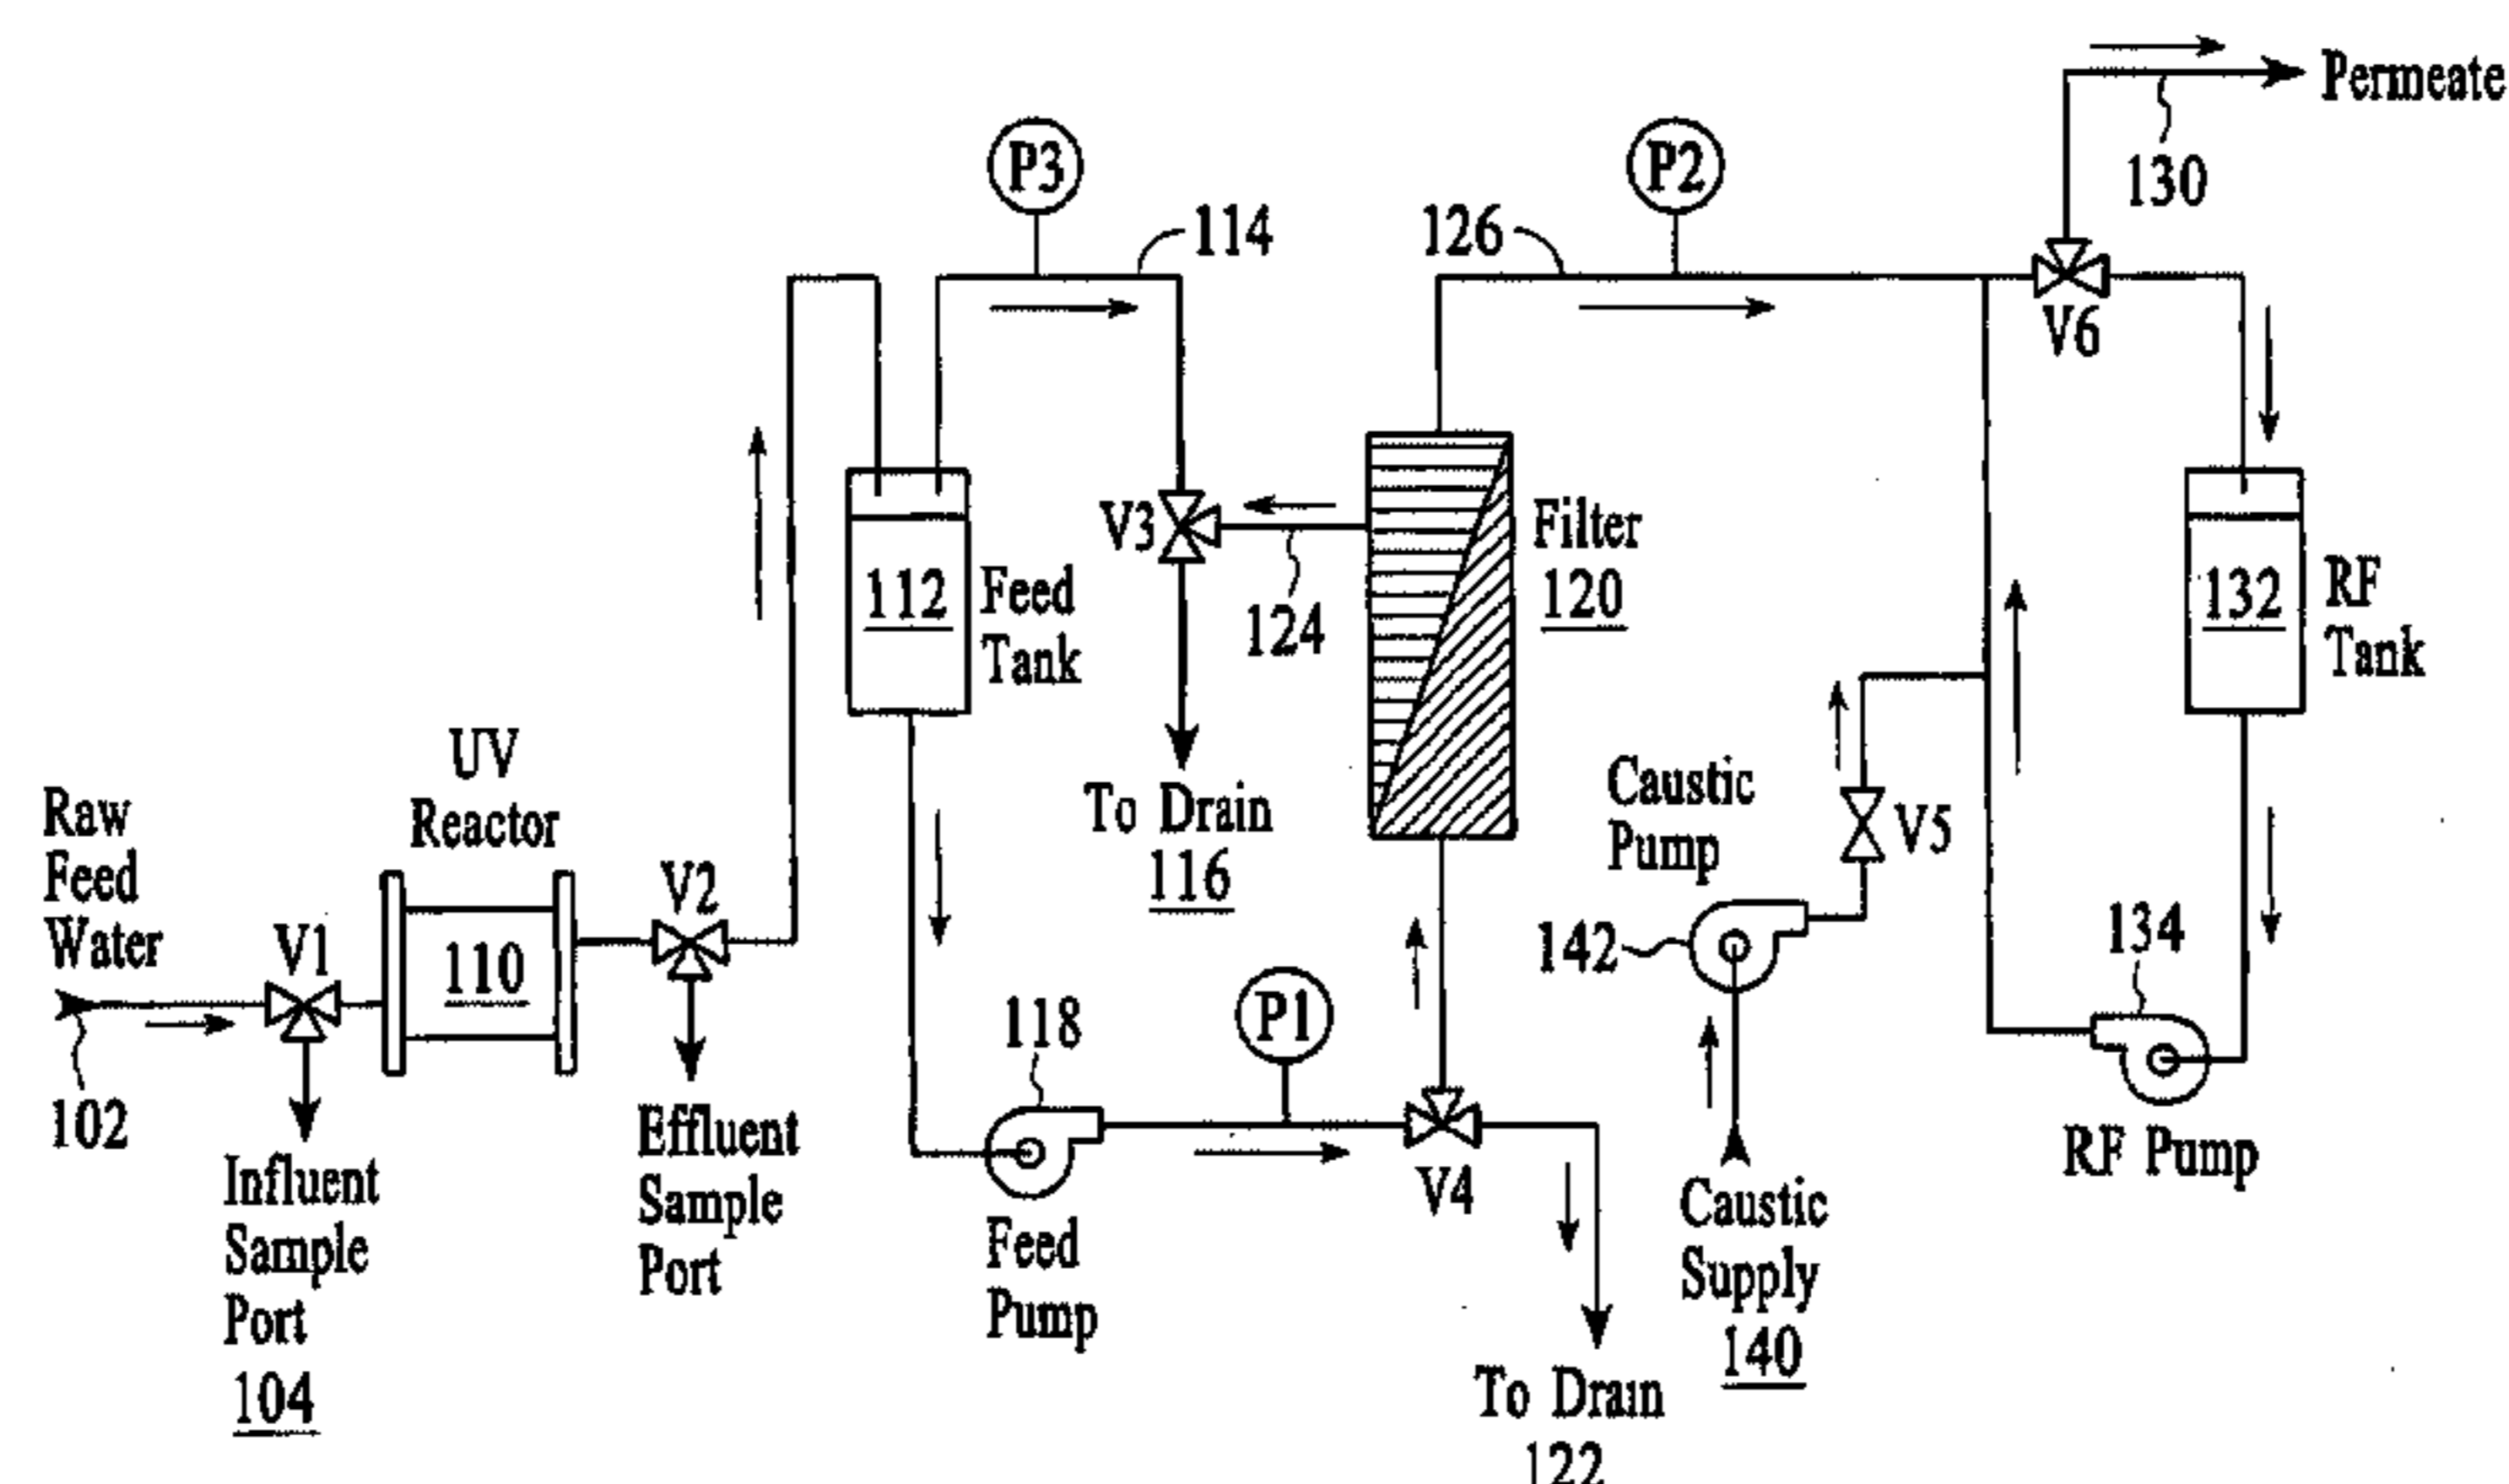 Permeate
130
P3
P2
114
126
V6
112
Feed
Tank
V3
124
Filter
120
132
RF
Tank
To Drain
116
UV
Reactor
Raw
Feed
Water
V1
110
V2
102
Influent
Sample
Port
104
Effluent
Sample
Port
118
Feed
Pump
P1
V4
To Drain
122
Caustic
Pump
142
V5
Caustic
Supply
140
134
RF Pump